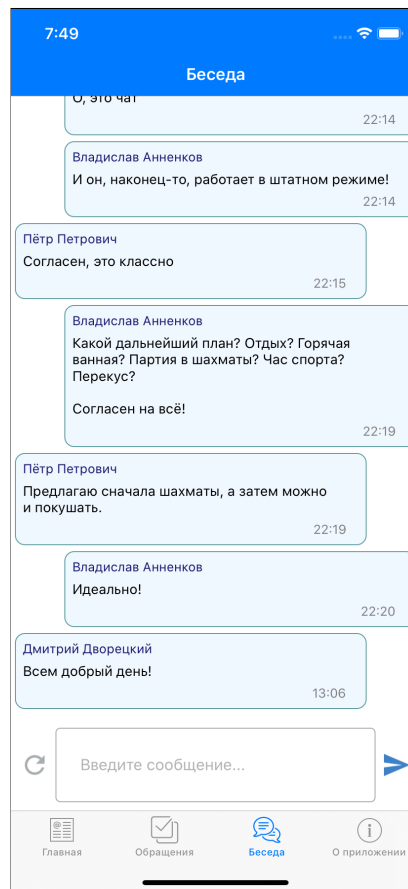 7:49
Беседа
О, это чат
22:14
Владислав Анненков
И он, наконец-то, работает в штатном режиме!
22:14
Пётр Петрович
Согласен, это классно
22:15
Владислав Анненков
Какой дальнейший план? Отдых? Горячая
ванная? Партия в шахматы? Час спорта?
Перекус?
Согласен на всё!
22:19
Пётр Петрович
Предлагаю сначала шахматы, а затем можно
и покушать.
22:19
Владислав Анненков
Идеально!
22:20
Дмитрий Дворецкий
Всем добрый день!
13:06
Введите сообщение...
Главная
Обращения
Беседа
О приложении